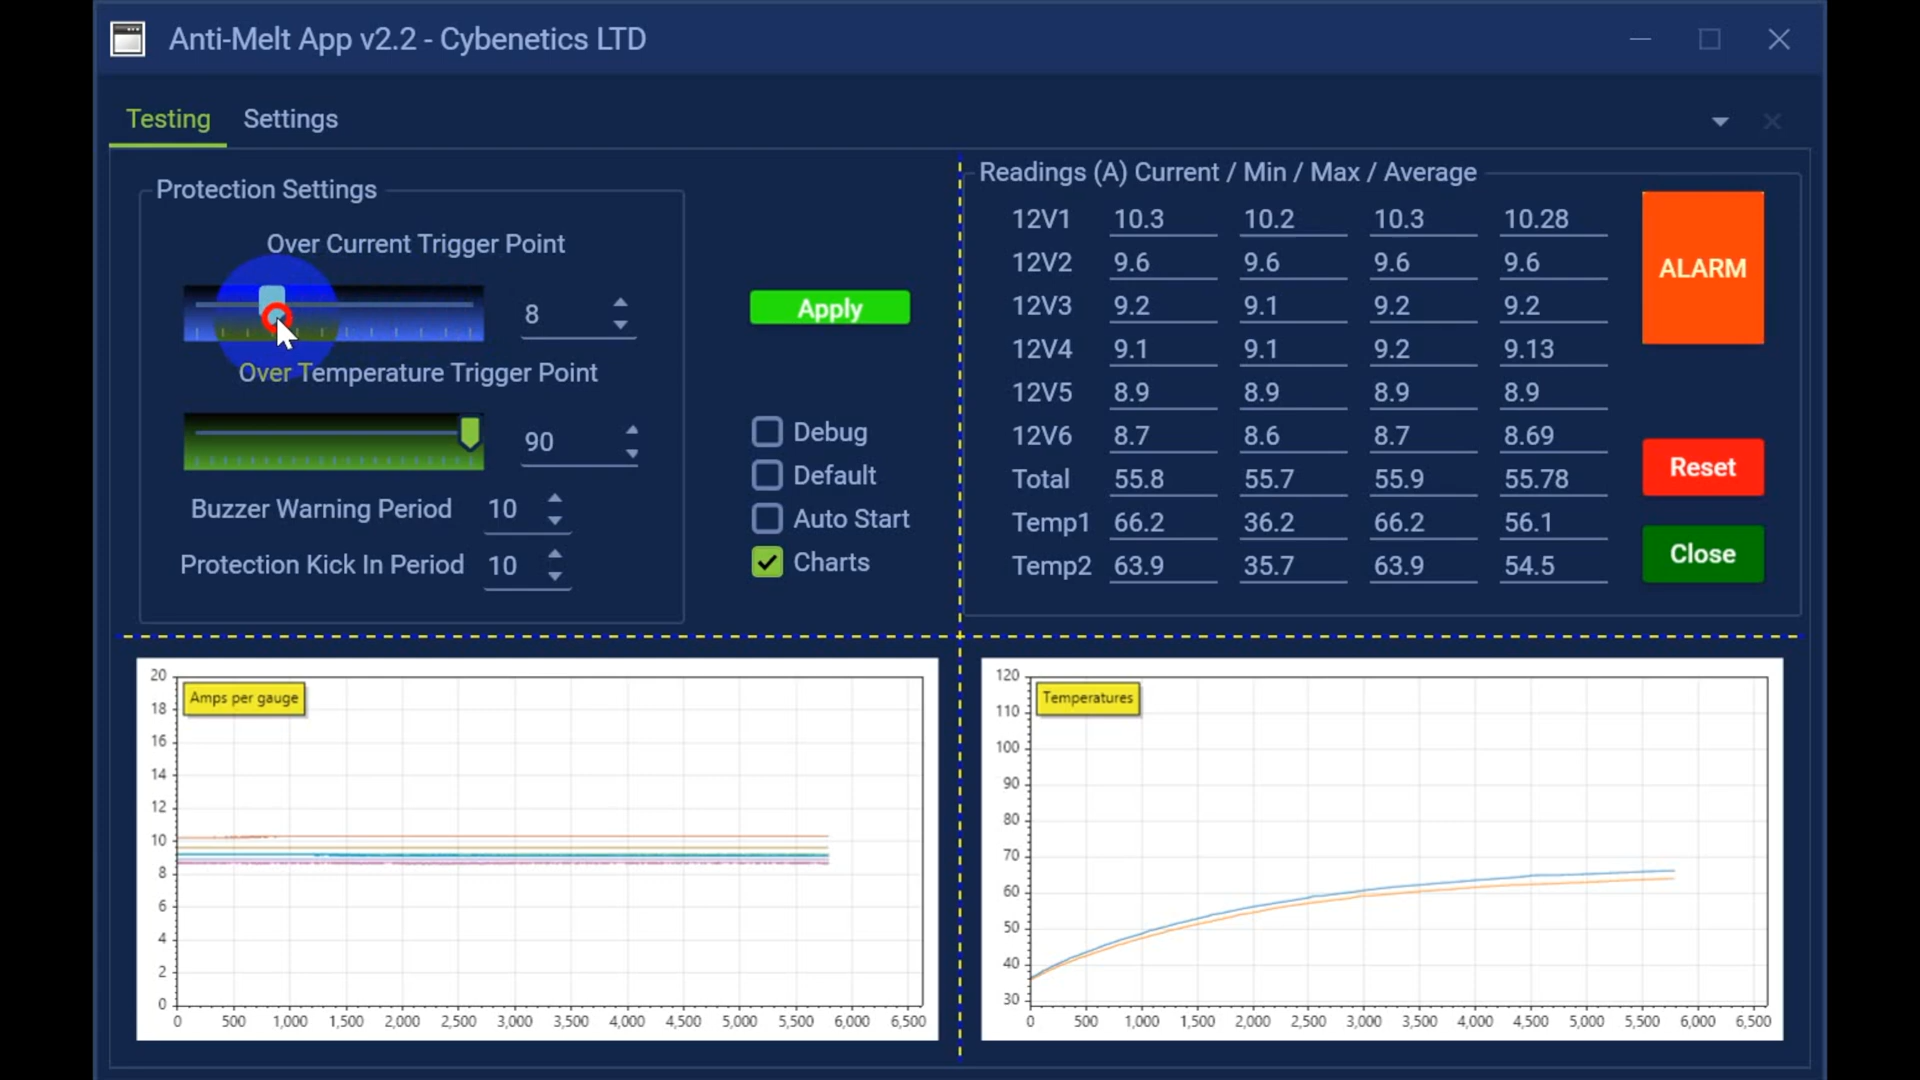 Anti-Melt App v2.2 - Cybenetics LTD
Testing Settings
Protection Settings
Over Current Trigger Point
8
Over Temperature Trigger Point
90
Buzzer Warning Period 10
Protection Kick In Period 10
Apply
Debug
Default
Auto Start
Charts
Readings (A) Current / Min / Max / Average
12V1 10.3 10.2 10.3 10.28
12V2 9.6 9.6 9.6 9.6
12V3 9.2 9.1 9.2 9.2
12V4 9.1 9.1 9.2 9.13
12V5 8.9 8.9 8.9 8.9
12V6 8.7 8.6 8.7 8.69
Total 55.8 55.7 55.9 55.78
Temp1 66.2 36.2 66.2 56.1
Temp2 63.9 35.7 63.9 54.5
ALARM
Reset
Close
Amps per gauge
20
18
16
14
12
10
8
6
4
2
0
0 500 1,000 1,500 2,000 2,500 3,000 3,500 4,000 4,500 5,000 5,500 6,000 6,500
Temperatures
120
110
100
90
80
70
60
50
40
30
0 500 1,000 1,500 2,000 2,500 3,000 3,500 4,000 4,500 5,000 5,500 6,000 6,500